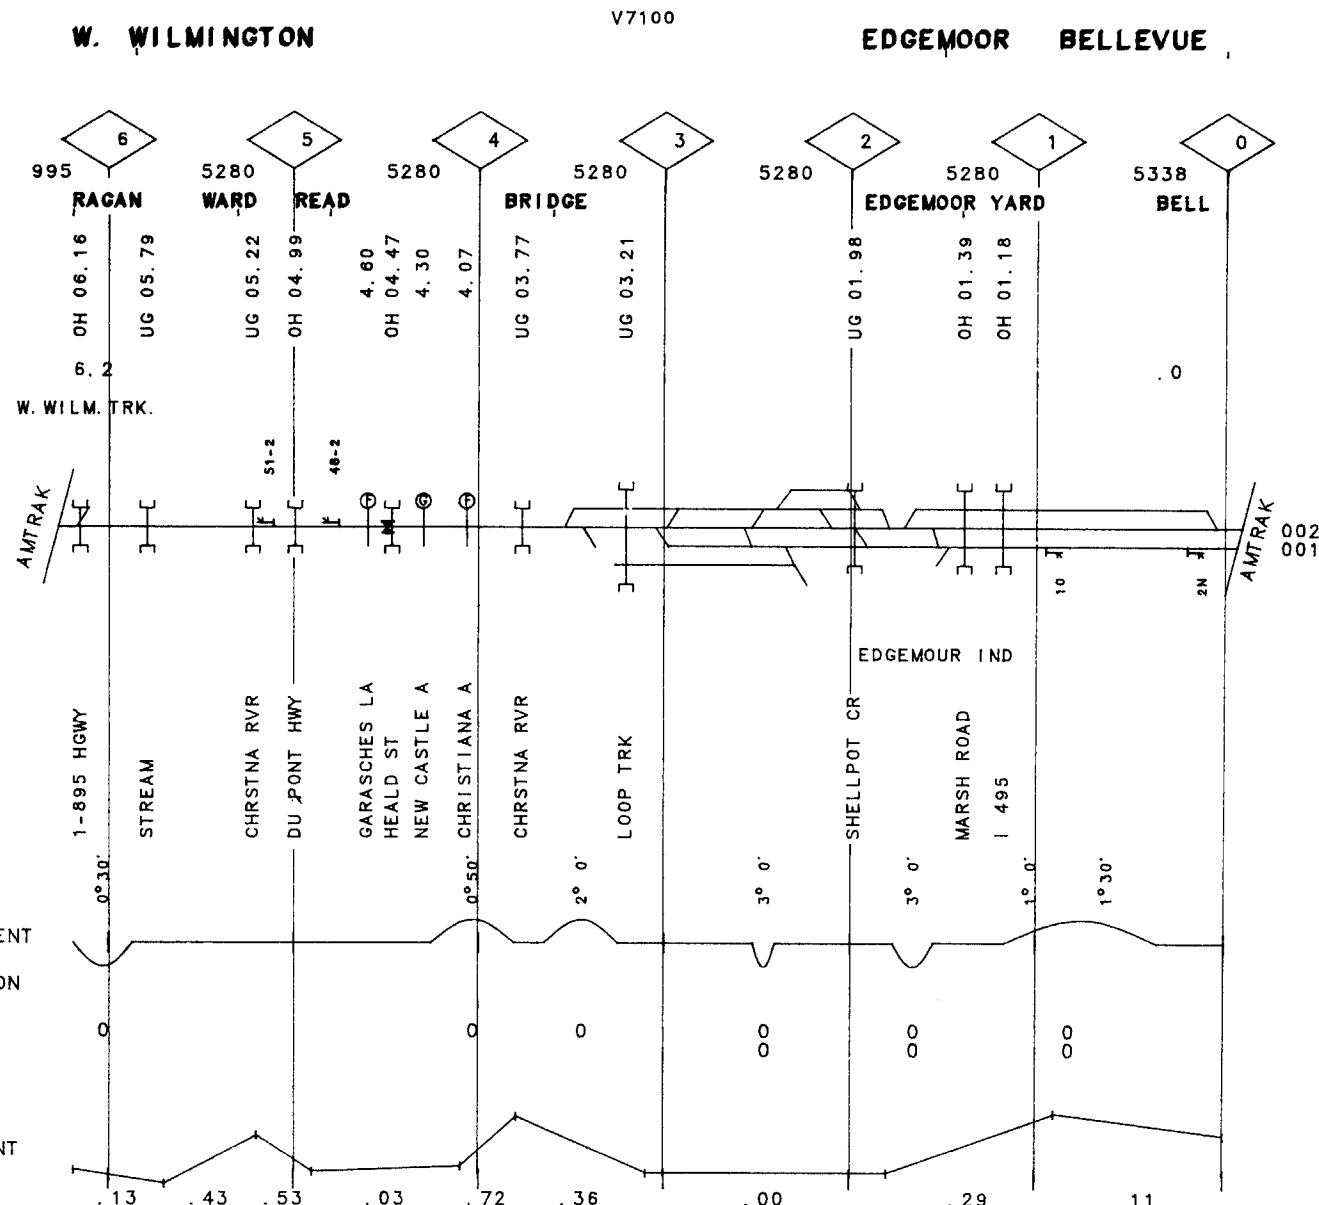 V7100
W. WILMINGTON EDGEMOOR BELLEVUE
6 5 4 3 2 1 0
995 5280 5280 5280 5280 5280 5338
RAGAN WARD READ BRIDGE EDGEMOOR YARD BELL
OH 06.16
UG 05.79
UG 05.22
OH 04.99
4.60
OH 04.47
4.30
4.07
UG 03.77
UG 03.21
UG 01.98
OH 01.39
OH 01.18
6.2 .0
W. WILM. TRK.
51-2
48-2
AMTRAK
AMTRAK
002
001
10
2N
EDGEMOUR IND
1-895 HGWY
STREAM
CHRSTNA RVR
DU PONT HWY
GARASCHES LA
HEALD ST
NEW CASTLE A
CHRISTIANA A
CHRSTNA RVR
LOOP TRK
SHELLPOT CR
MARSH ROAD
I 495
0°30'
0°50'
2° 0'
3° 0'
3° 0'
1° 0'
1°30'
ENT
ON
0 0 0 0 0 0
0 0 0
NT
.13 .43 .53 .03 .72 .36 .00 .29 11